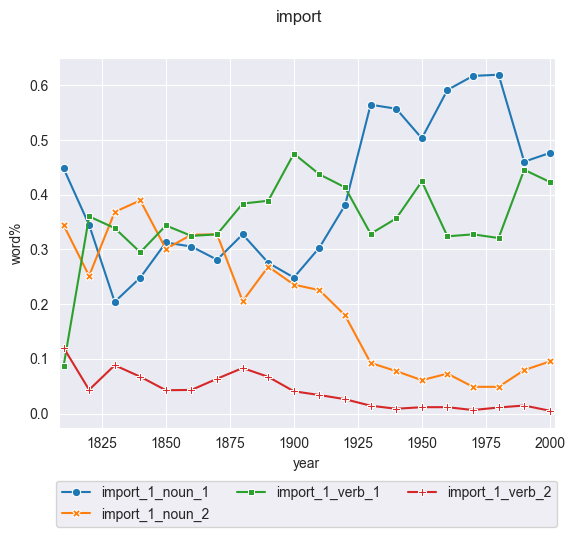 import
word%
0.6
0.5
0.4
0.3
0.2
0.1
0.0
1825 1850 1875 1900 1925 1950 1975 2000
year
import_1_noun_1 import_1_verb_1 import_1_verb_2
import_1_noun_2